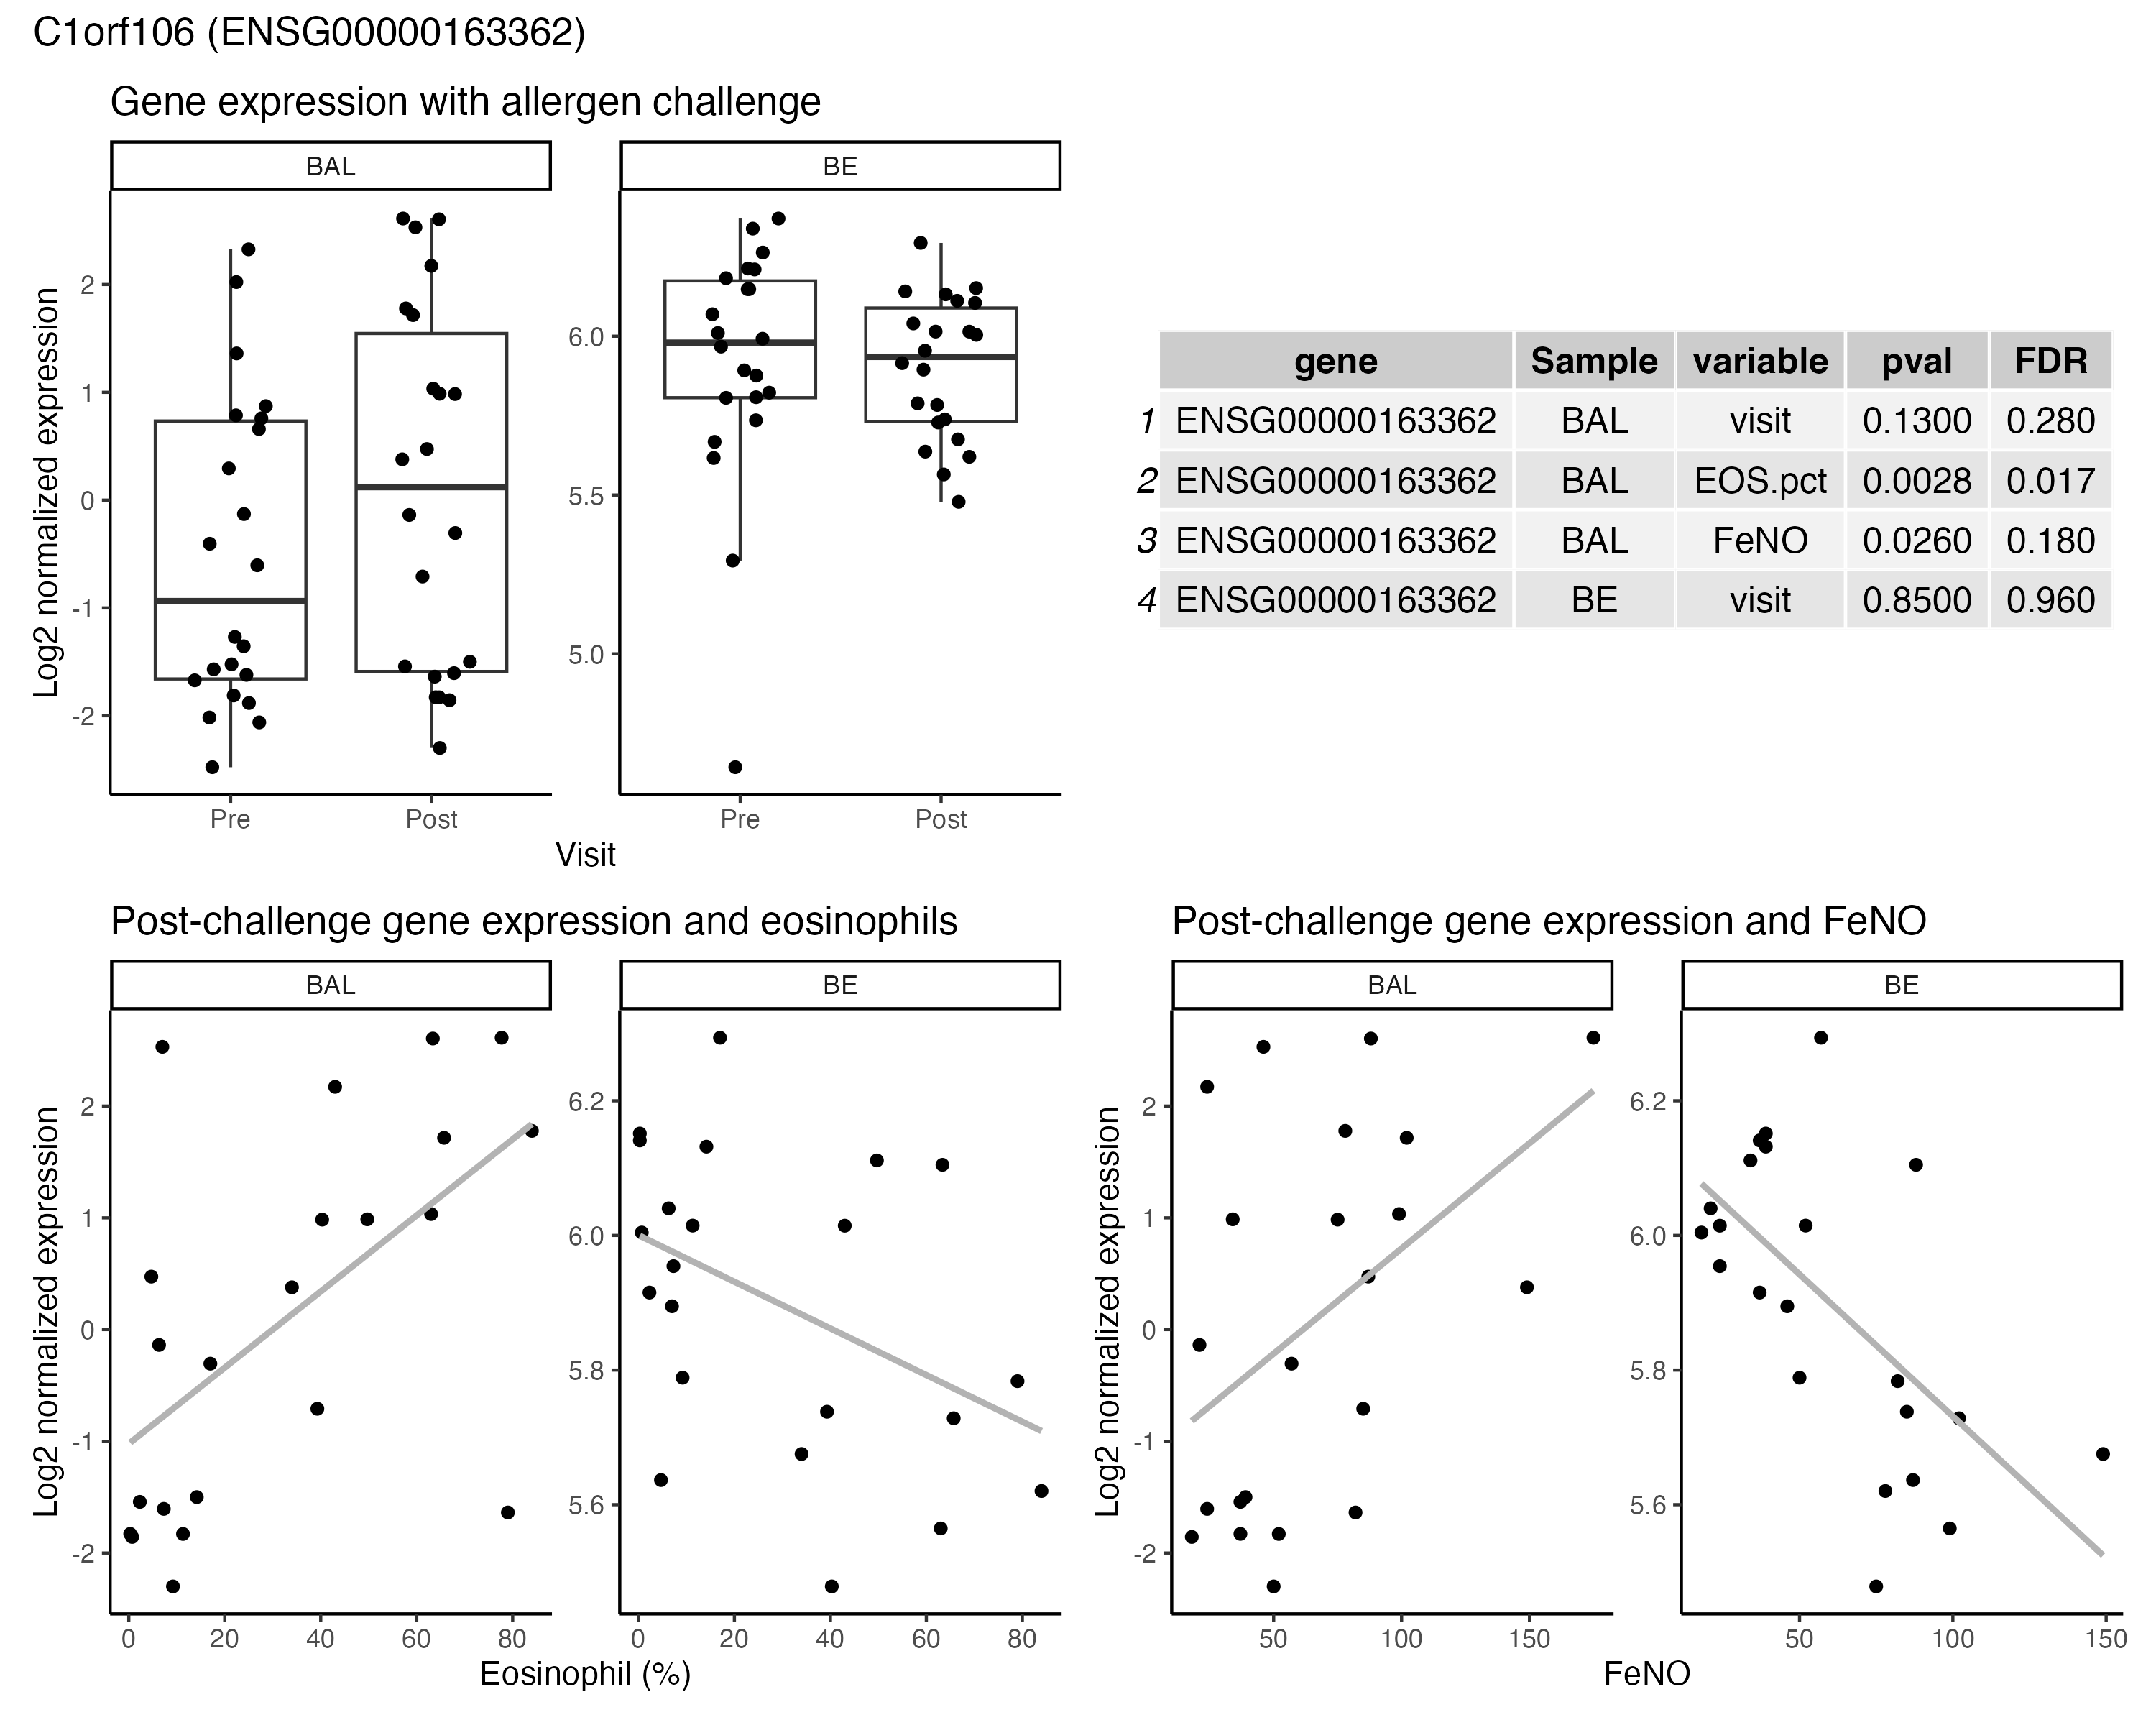 C1orf106 (ENSG00000163362)
Gene expression with allergen challenge
BAL
BE
Log2 normalized expression
2
1
0
-1
-2
6.0
5.5
5.0
Pre
Post
Pre
Post
Visit
gene Sample variable pval FDR
1 ENSG00000163362 BAL visit 0.1300 0.280
2 ENSG00000163362 BAL EOS.pct 0.0028 0.017
3 ENSG00000163362 BAL FeNO 0.0260 0.180
4 ENSG00000163362 BE visit 0.8500 0.960
Post-challenge gene expression and eosinophils
BAL
BE
Log2 normalized expression
2
1
0
-1
-2
6.2
6.0
5.8
5.6
0 20 40 60 80
0 20 40 60 80
Eosinophil (%)
Post-challenge gene expression and FeNO
BAL
BE
Log2 normalized expression
2
1
0
-1
-2
6.2
6.0
5.8
5.6
50 100 150
50 100 150
FeNO